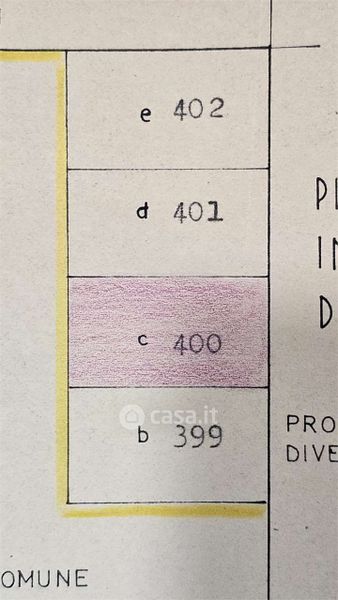 e 402
d 401
c 400
casa.it
b 399
PRO
DIVE
OMUNE